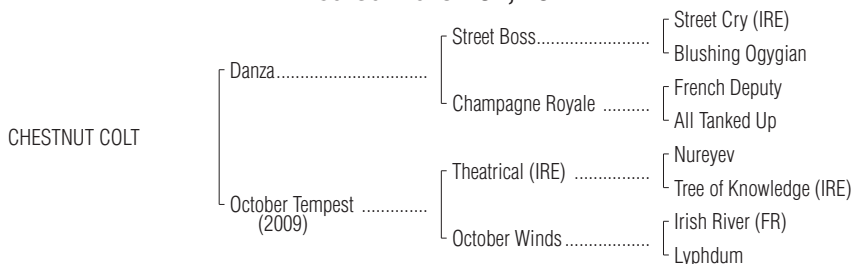 Street Cry (IRE)
Street Boss
Blushing Ogygian
Danza
French Deputy
Champagne Royale
All Tanked Up
CHESTNUT COLT
Nureyev
Theatrical (IRE)
Tree of Knowledge (IRE)
October Tempest
(2009)
Irish River (FR)
October Winds
Lyphdum